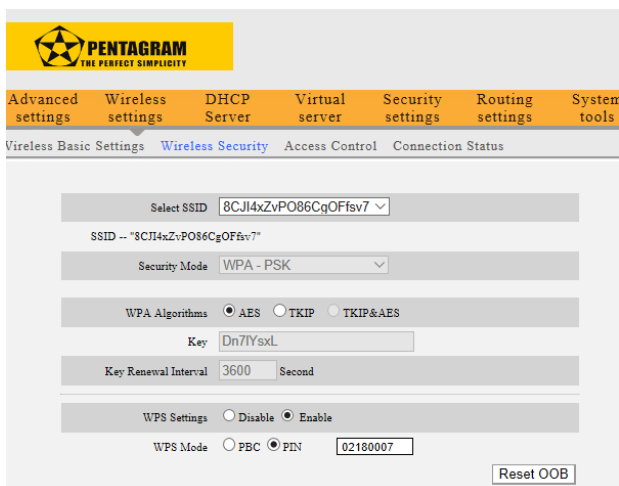 PENTAGRAM
THE PERFECT SIMPLICITY
Advanced settings Wireless settings DHCP Server Virtual server Security settings Routing settings System tools
Wireless Basic Settings Wireless Security Access Control Connection Status
Select SSID 8CJI4xZvPO86CgOFfsv7
SSID -- "8CJI4xZvPO86CgOFfsv7"
Security Mode WPA - PSK
WPA Algorithms AES TKIP TKIP&AES
Key Dn7lYsxL
Key Renewal Interval 3600 Second
WPS Settings Disable Enable
WPS Mode PBC PIN 02180007
Reset OOB